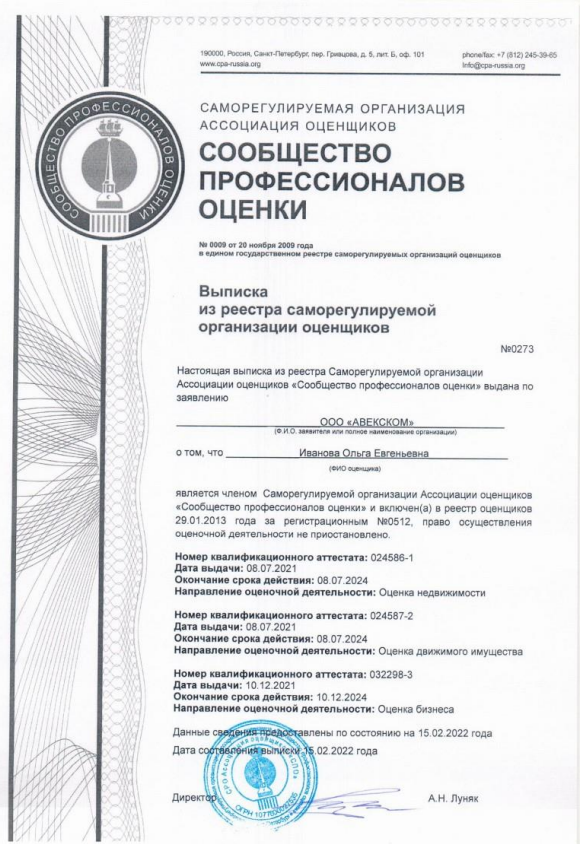 190000, Россия, Санкт-Петербург, пер. Гривцова, д. 5, лит. Б, оф. 101
www.cpa-russia.org
phone/fax: +7 (812) 245-39-65
Info@cpa-russia.org
СООБЩЕСТВО ПРОФЕССИОНАЛОВ ОЦЕНКИ
САМОРЕГУЛИРУЕМАЯ ОРГАНИЗАЦИЯ
АССОЦИАЦИЯ ОЦЕНЩИКОВ
СООБЩЕСТВО
ПРОФЕССИОНАЛОВ
ОЦЕНКИ
№ 0009 от 20 ноября 2009 года
в едином государственном реестре саморегулируемых организаций оценщиков
Выписка
из реестра саморегулируемой
организации оценщиков
№0273
Настоящая выписка из реестра Саморегулируемой организации
Ассоциации оценщиков «Сообщество профессионалов оценки» выдана по
заявлению
ООО «АВЕКСКОМ»
(Ф.И.О. заявителя или полное наименование организации)
о том, что Иванова Ольга Евгеньевна
(ФИО оценщика)
является членом Саморегулируемой организации Ассоциации оценщиков
«Сообщество профессионалов оценки» и включен(а) в реестр оценщиков
29.01.2013 года за регистрационным №0512, право осуществления
оценочной деятельности не приостановлено.
Номер квалификационного аттестата: 024586-1
Дата выдачи: 08.07.2021
Окончание срока действия: 08.07.2024
Направление оценочной деятельности: Оценка недвижимости
Номер квалификационного аттестата: 024587-2
Дата выдачи: 08.07.2021
Окончание срока действия: 08.07.2024
Направление оценочной деятельности: Оценка движимого имущества
Номер квалификационного аттестата: 032298-3
Дата выдачи: 10.12.2021
Окончание срока действия: 10.12.2024
Направление оценочной деятельности: Оценка бизнеса
Данные сведения предоставлены по состоянию на 15.02.2022 года
Дата составления выписки 15.02.2022 года
Директор
А.Н. Луняк